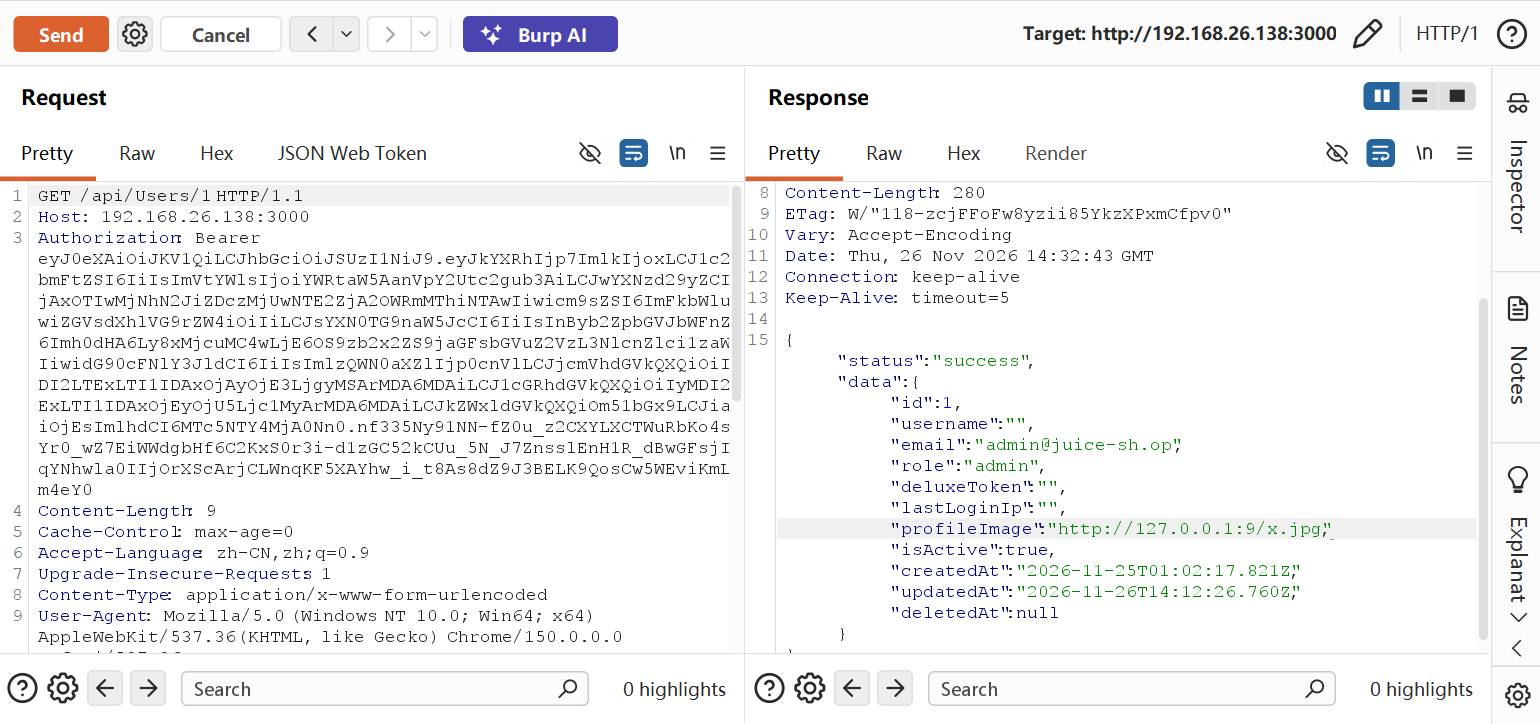 Send
Cancel
Burp AI
Target: http://192.168.26.138:3000
HTTP/1
Request
Pretty
Raw
Hex
JSON Web Token
\n
1 GET /api/Users/1 HTTP/1.1
2 Host: 192.168.26.138:3000
3 Authorization: Bearer
eyJ0eXAiOiJKV1QiLCJhbGciOiJSUzI1NiJ9.eyJkYXRhIjp7ImlkIjoxLCJ1c2
bmFtZSI6IiIsImVtYWlsIjoiYWRtaW5AanVpY2Utc2gub3AiLCJwYXNzd29yZCI
jAxOTIwMjNhN2JiZDczMjUwNTE2ZjA2OWRmMThiNTAwIiwicm9sZSI6ImFkbWlu
wiZGVsdXhlVG9rZW4iOiIiLCJsYXN0TG9naW5JcCI6IiIsInByb2ZpbGVJbWFnZ
6Imh0dHA6Ly8xMjcuMC4wLjE6OS9zb2x2ZS9jaGFsbGVuZ2VzL3NlcnZlci1zaW
IiwidG90cFNlY3JldCI6IiIsImlzQWN0aXZlIjp0cnVlLCJjcmVhdGVkQXQiOiI
DI2LTExLTI1IDAxOjAyOjE3LjgyMSArMDA6MDAiLCJ1cGRhdGVkQXQiOiIyMDI2
ExLTI1IDAxOjEyOjU5Ljc1MyArMDA6MDAiLCJkZWxldGVkQXQiOm51bGx9LCJia
iOjEsImlhdCI6MTc5NTY4MjA0Nn0.nf335Ny91NN-fZ0u_z2CXYLXCTWuRbKo4s
Yr0_wZ7EiWWdgbHf6C2KxS0r3i-d1zGC52kCUu_5N_J7ZnsslEnH1R_dBwGFsjI
qYNhwla0IIjOrXScArjCLWnqKF5XAYhw_i_t8As8dZ9J3BELK9QosCw5WEviKmL
m4eY0
4 Content-Length: 9
5 Cache-Control: max-age=0
6 Accept-Language: zh-CN,zh;q=0.9
7 Upgrade-Insecure-Requests: 1
8 Content-Type: application/x-www-form-urlencoded
9 User-Agent: Mozilla/5.0 (Windows NT 10.0; Win64; x64)
AppleWebKit/537.36(KHTML, like Gecko) Chrome/150.0.0.0
Search
0 highlights
Response
Pretty
Raw
Hex
Render
\n
8 Content-Length: 280
9 ETag: W/"118-zcjFFoFw8yzii85YkzXPxmCfpv0"
10 Vary: Accept-Encoding
11 Date: Thu, 26 Nov 2026 14:32:43 GMT
12 Connection: keep-alive
13 Keep-Alive: timeout=5
14
15 {
"status":"success",
"data":{
"id":1,
"username":"",
"email":"admin@juice-sh.op",
"role":"admin",
"deluxeToken":"",
"lastLoginIp":"",
"profileImage":"http://127.0.0.1:9/x.jpg",
"isActive":true,
"createdAt":"2026-11-25T01:02:17.821Z",
"updatedAt":"2026-11-26T14:12:26.760Z",
"deletedAt":null
}
Search
0 highlights
Inspector
Notes
Explanat